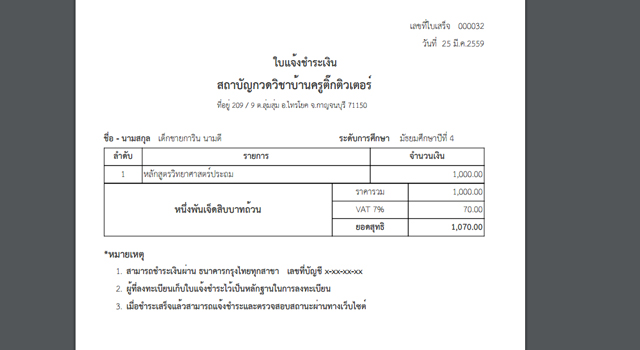 เลขที่ใบเสร็จ 000032
วันที่ 25 มี.ค.2559
ใบแจ้งชำระเงิน
สถาบัญกวดวิชาบ้านครูติ๊กติวเตอร์
ที่อยู่ 209 / 9 ต.ลุ่มสุ่ม อ.ไทรโยค จ.กาญจนบุรี 71150
ชื่อ - นามสกุล เด็กชายการิน นามดี ระดับการศึกษา มัธยมศึกษาปีที่ 4
ลำดับ รายการ จำนวนเงิน
1 หลักสูตรวิทยาศาสตร์ประถม 1,000.00
ราคารวม 1,000.00
หนึ่งพันเจ็ดสิบบาทถ้วน VAT 7% 70.00
ยอดสุทธิ 1,070.00
*หมายเหตุ
1. สามารถชำระเงินผ่าน ธนาคารกรุงไทยทุกสาขา เลขที่บัญชี x-xx-xx-xx
2. ผู้ที่ลงทะเบียนเก็บใบแจ้งชำระไว้เป็นหลักฐานในการลงทะเบียน
3. เมื่อชำระเสร็จแล้วสามารถแจ้งชำระและตรวจสอบสถานะผ่านทางเว็บไซต์